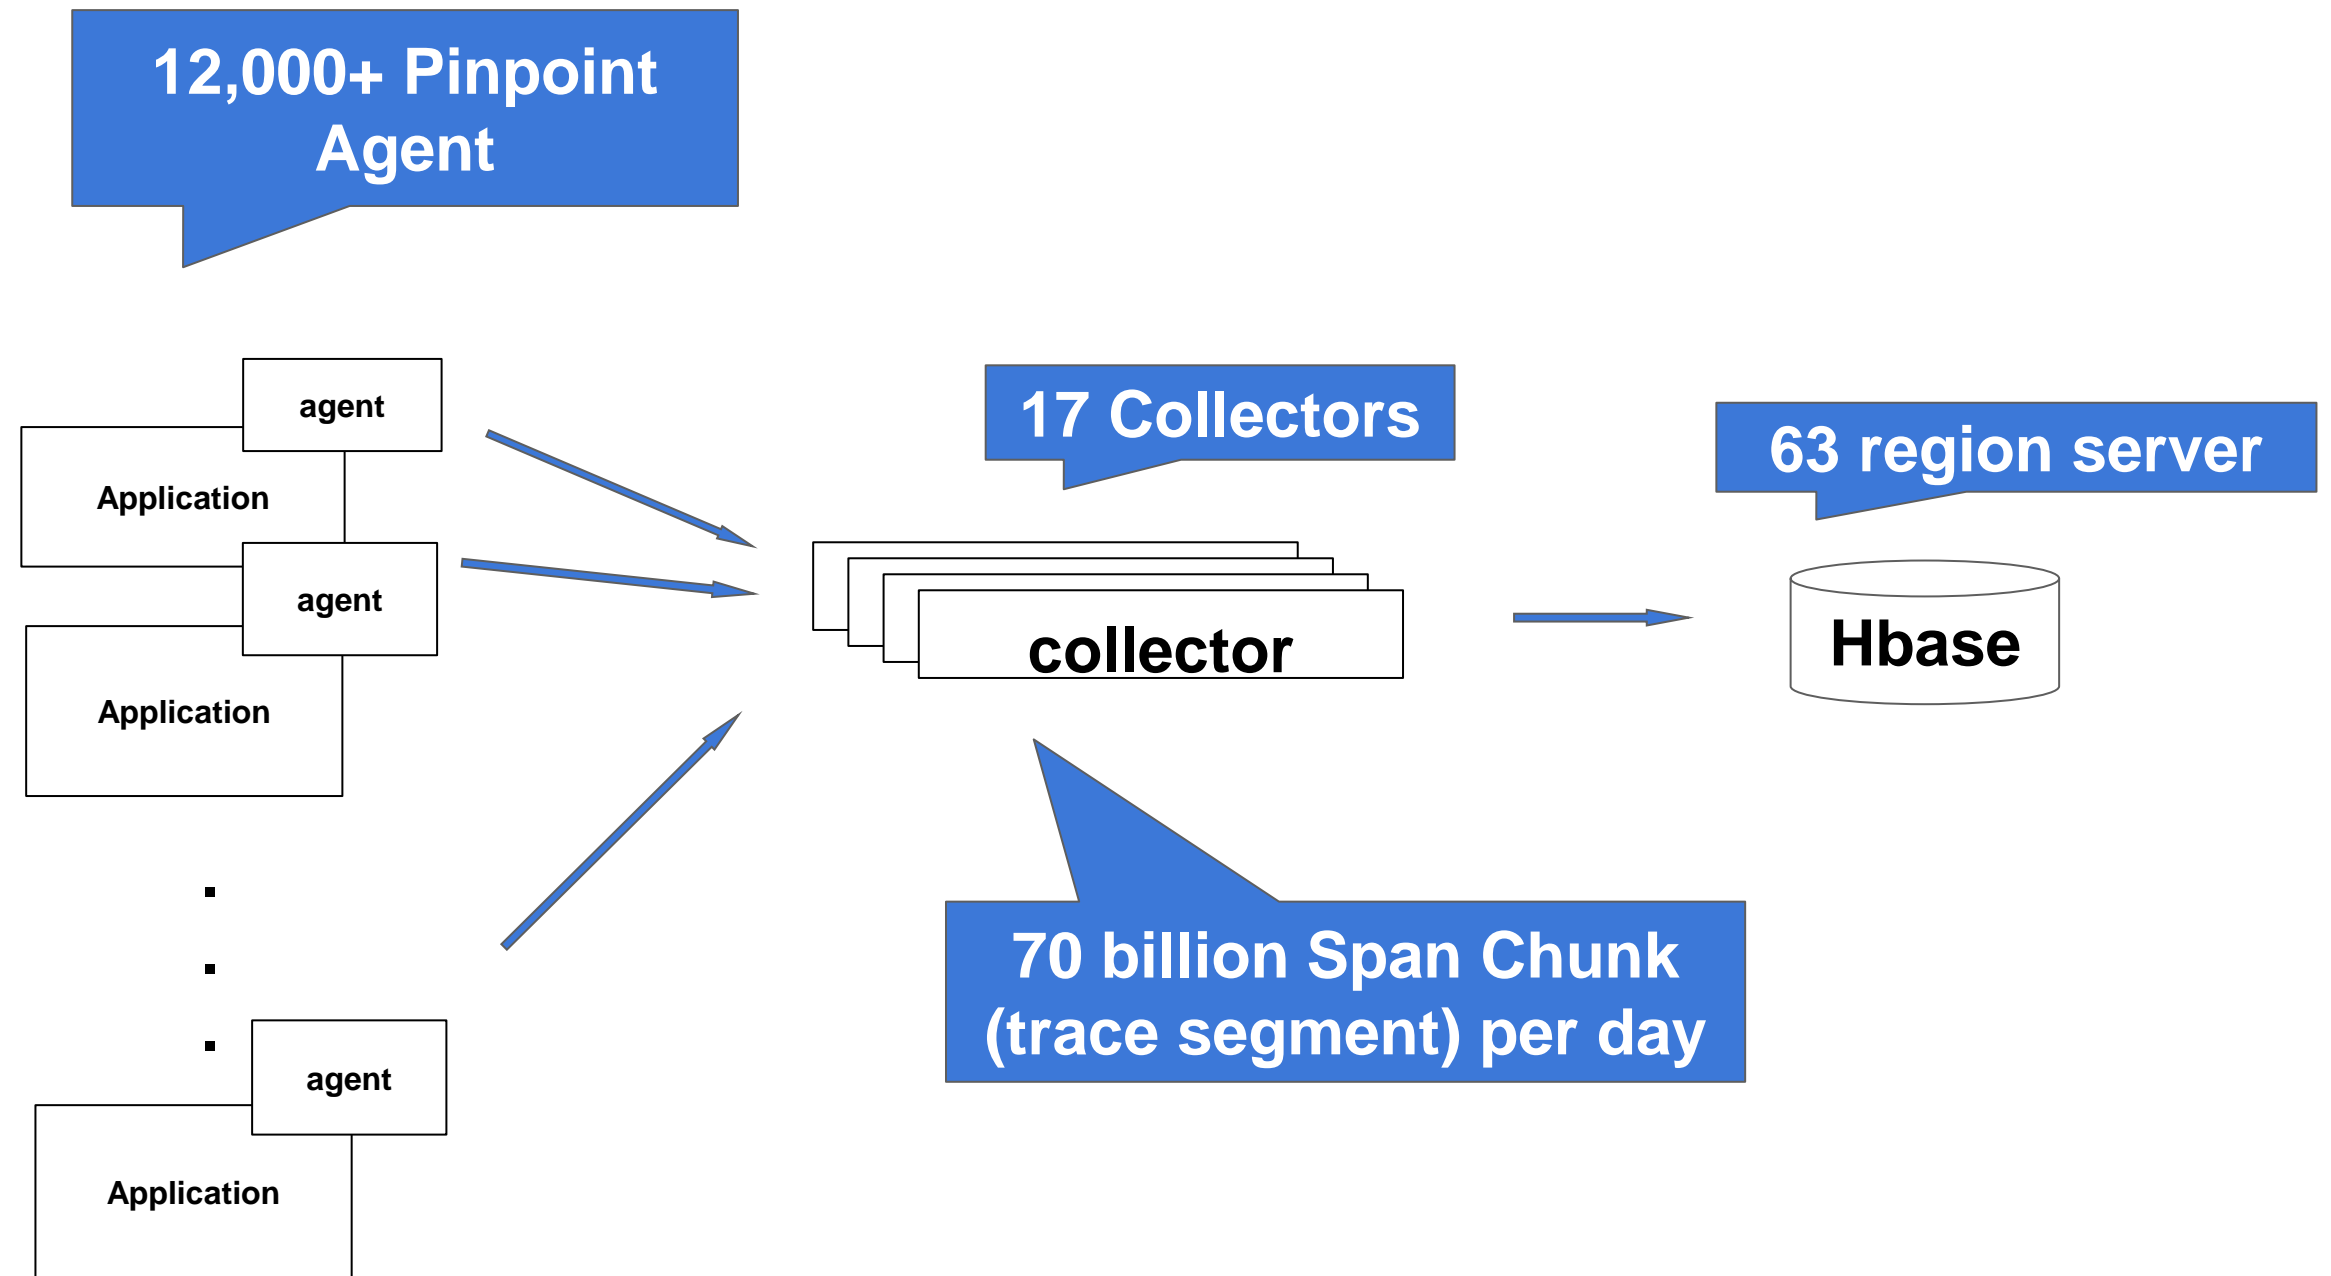 12,000+ Pinpoint
Agent
agent
Application
agent
Application
agent
Application
17 Collectors
collector
70 billion Span Chunk
(trace segment) per day
63 region server
Hbase